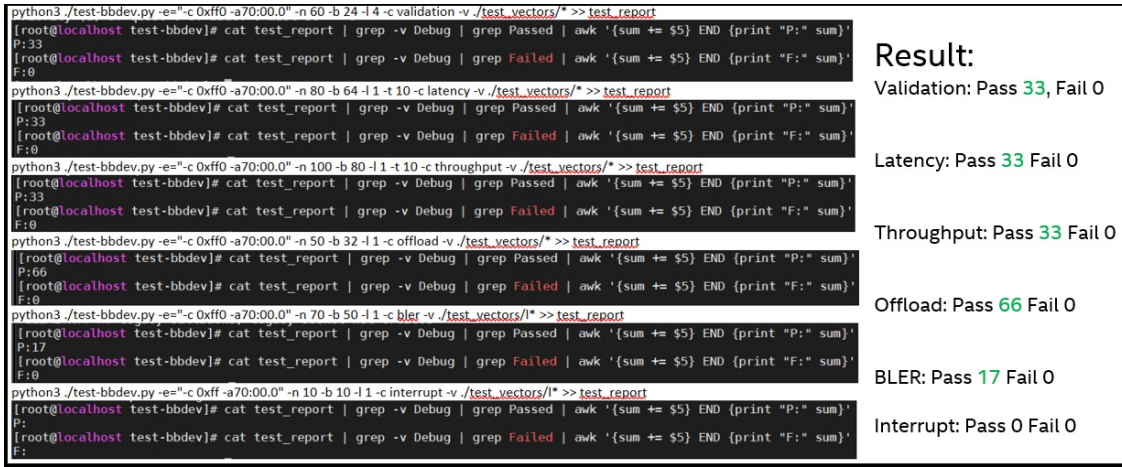 python3 ./test-bbdev.py -e="-c 0xff0 -a70:00.0" -n 60 -b 24 -l 4 -c validation -v ./test_vectors/* >> test_report
[root@localhost test-bbdev]# cat test_report | grep -v Debug | grep Passed | awk '{sum += $5} END {print "P:" sum}'
P:33
[root@localhost test-bbdev]# cat test_report | grep -v Debug | grep Failed | awk '{sum += $5} END {print "F:" sum}'
F:0
python3 ./test-bbdev.py -e="-c 0xff0 -a70:00.0" -n 80 -b 64 -l 1 -t 10 -c latency -v ./test_vectors/* >> test_report
[root@localhost test-bbdev]# cat test_report | grep -v Debug | grep Passed | awk '{sum += $5} END {print "P:" sum}'
P:33
[root@localhost test-bbdev]# cat test_report | grep -v Debug | grep Failed | awk '{sum += $5} END {print "F:" sum}'
F:0
python3 ./test-bbdev.py -e="-c 0xff0 -a70:00.0" -n 100 -b 80 -l 1 -t 10 -c throughput -v ./test_vectors/* >> test_report
[root@localhost test-bbdev]# cat test_report | grep -v Debug | grep Passed | awk '{sum += $5} END {print "P:" sum}'
P:33
[root@localhost test-bbdev]# cat test_report | grep -v Debug | grep Failed | awk '{sum += $5} END {print "F:" sum}'
F:0
python3 ./test-bbdev.py -e="-c 0xff0 -a70:00.0" -n 50 -b 32 -l 1 -c offload -v ./test_vectors/* >> test_report
[root@localhost test-bbdev]# cat test_report | grep -v Debug | grep Passed | awk '{sum += $5} END {print "P:" sum}'
P:66
[root@localhost test-bbdev]# cat test_report | grep -v Debug | grep Failed | awk '{sum += $5} END {print "F:" sum}'
F:0
python3 ./test-bbdev.py -e="-c 0xff0 -a70:00.0" -n 70 -b 50 -l 1 -c bler -v ./test_vectors/l* >> test_report
[root@localhost test-bbdev]# cat test_report | grep -v Debug | grep Passed | awk '{sum += $5} END {print "P:" sum}'
P:17
[root@localhost test-bbdev]# cat test_report | grep -v Debug | grep Failed | awk '{sum += $5} END {print "F:" sum}'
F:0
python3 ./test-bbdev.py -e="-c 0xff -a70:00.0" -n 10 -b 10 -l 1 -c interrupt -v ./test_vectors/l* >> test_report
[root@localhost test-bbdev]# cat test_report | grep -v Debug | grep Passed | awk '{sum += $5} END {print "P:" sum}'
P:
[root@localhost test-bbdev]# cat test_report | grep -v Debug | grep Failed | awk '{sum += $5} END {print "F:" sum}'
F:
Result:
Validation: Pass 33, Fail 0
Latency: Pass 33 Fail 0
Throughput: Pass 33 Fail 0
Offload: Pass 66 Fail 0
BLER: Pass 17 Fail 0
Interrupt: Pass 0 Fail 0